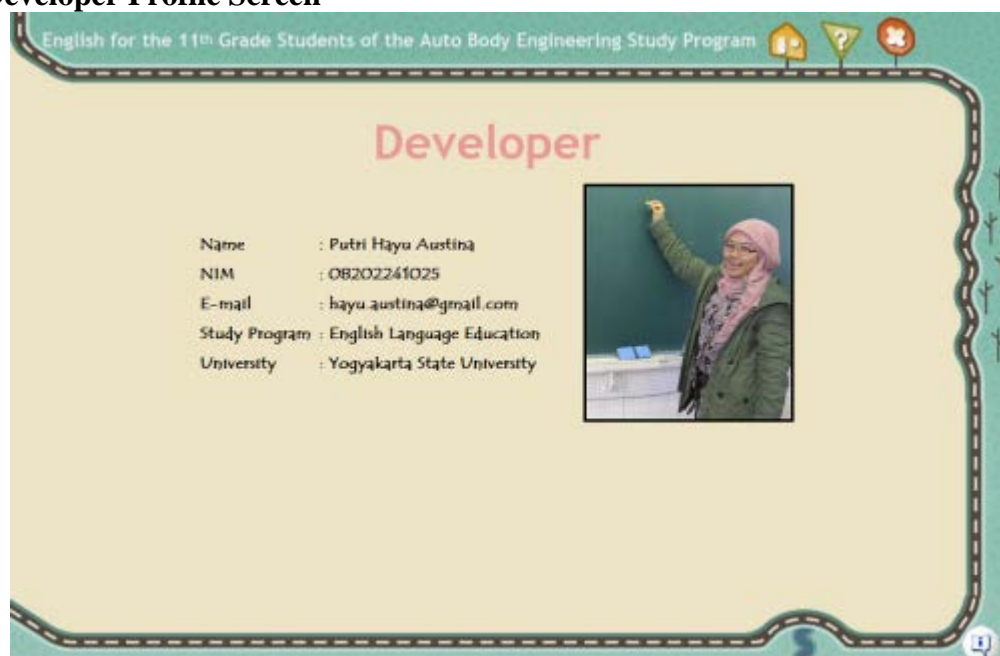 Developer Profile Screen
English for the 11th Grade Students of the Auto Body Engineering Study Program
?
Developer
Name : Putri Hayu Austina
NIM : 08202241025
E-mail : hayu.austina@gmail.com
Study Program : English Language Education
University : Yogyakarta State University
i